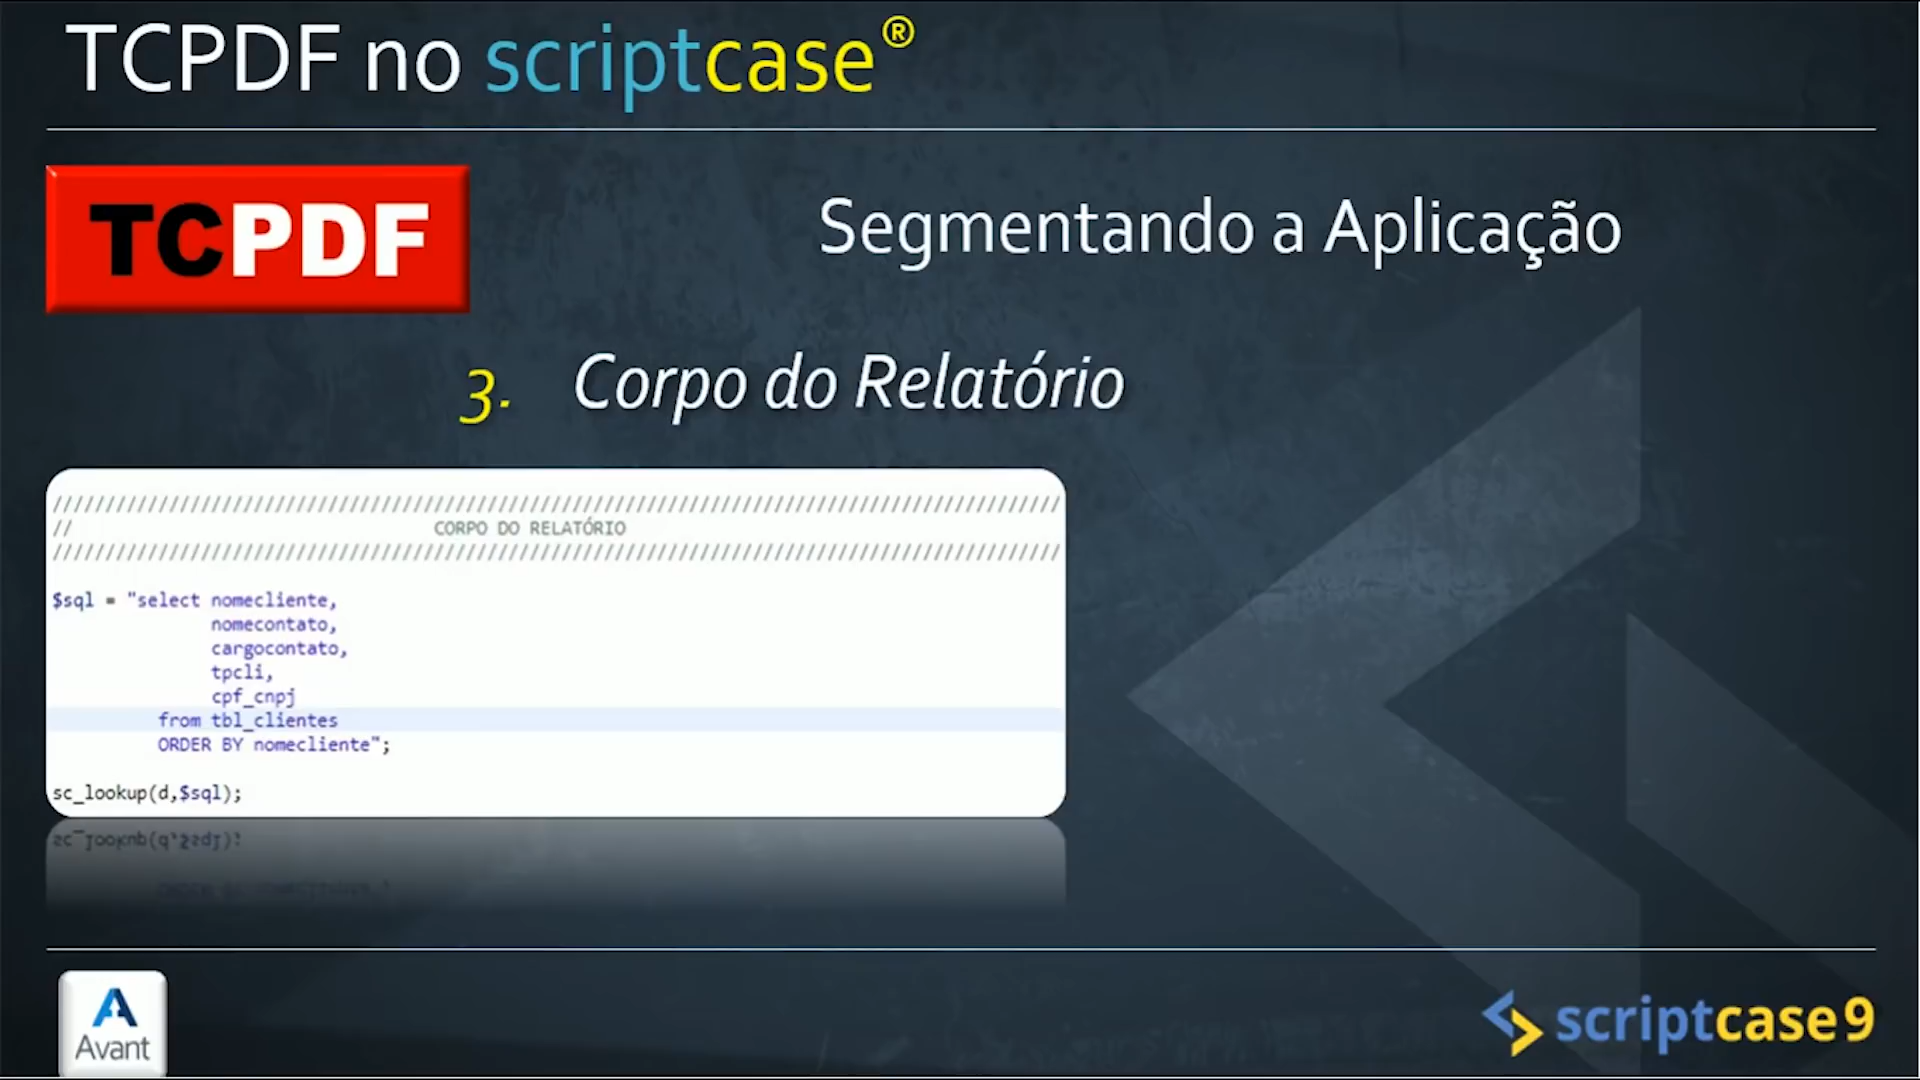 TCPDF no scriptcase®
TCPDF
Segmentando a Aplicação
3. Corpo do Relatório
///////////////////////////////////////////////////////////////////////////////////////////////
// CORPO DO RELATÓRIO
///////////////////////////////////////////////////////////////////////////////////////////////
$sql = "select nomecliente,
nomecontato,
cargocontato,
tpcli,
cpf_cnpj
from tbl_clientes
ORDER BY nomecliente";
sc_lookup(d,$sql);
Avant
scriptcase9